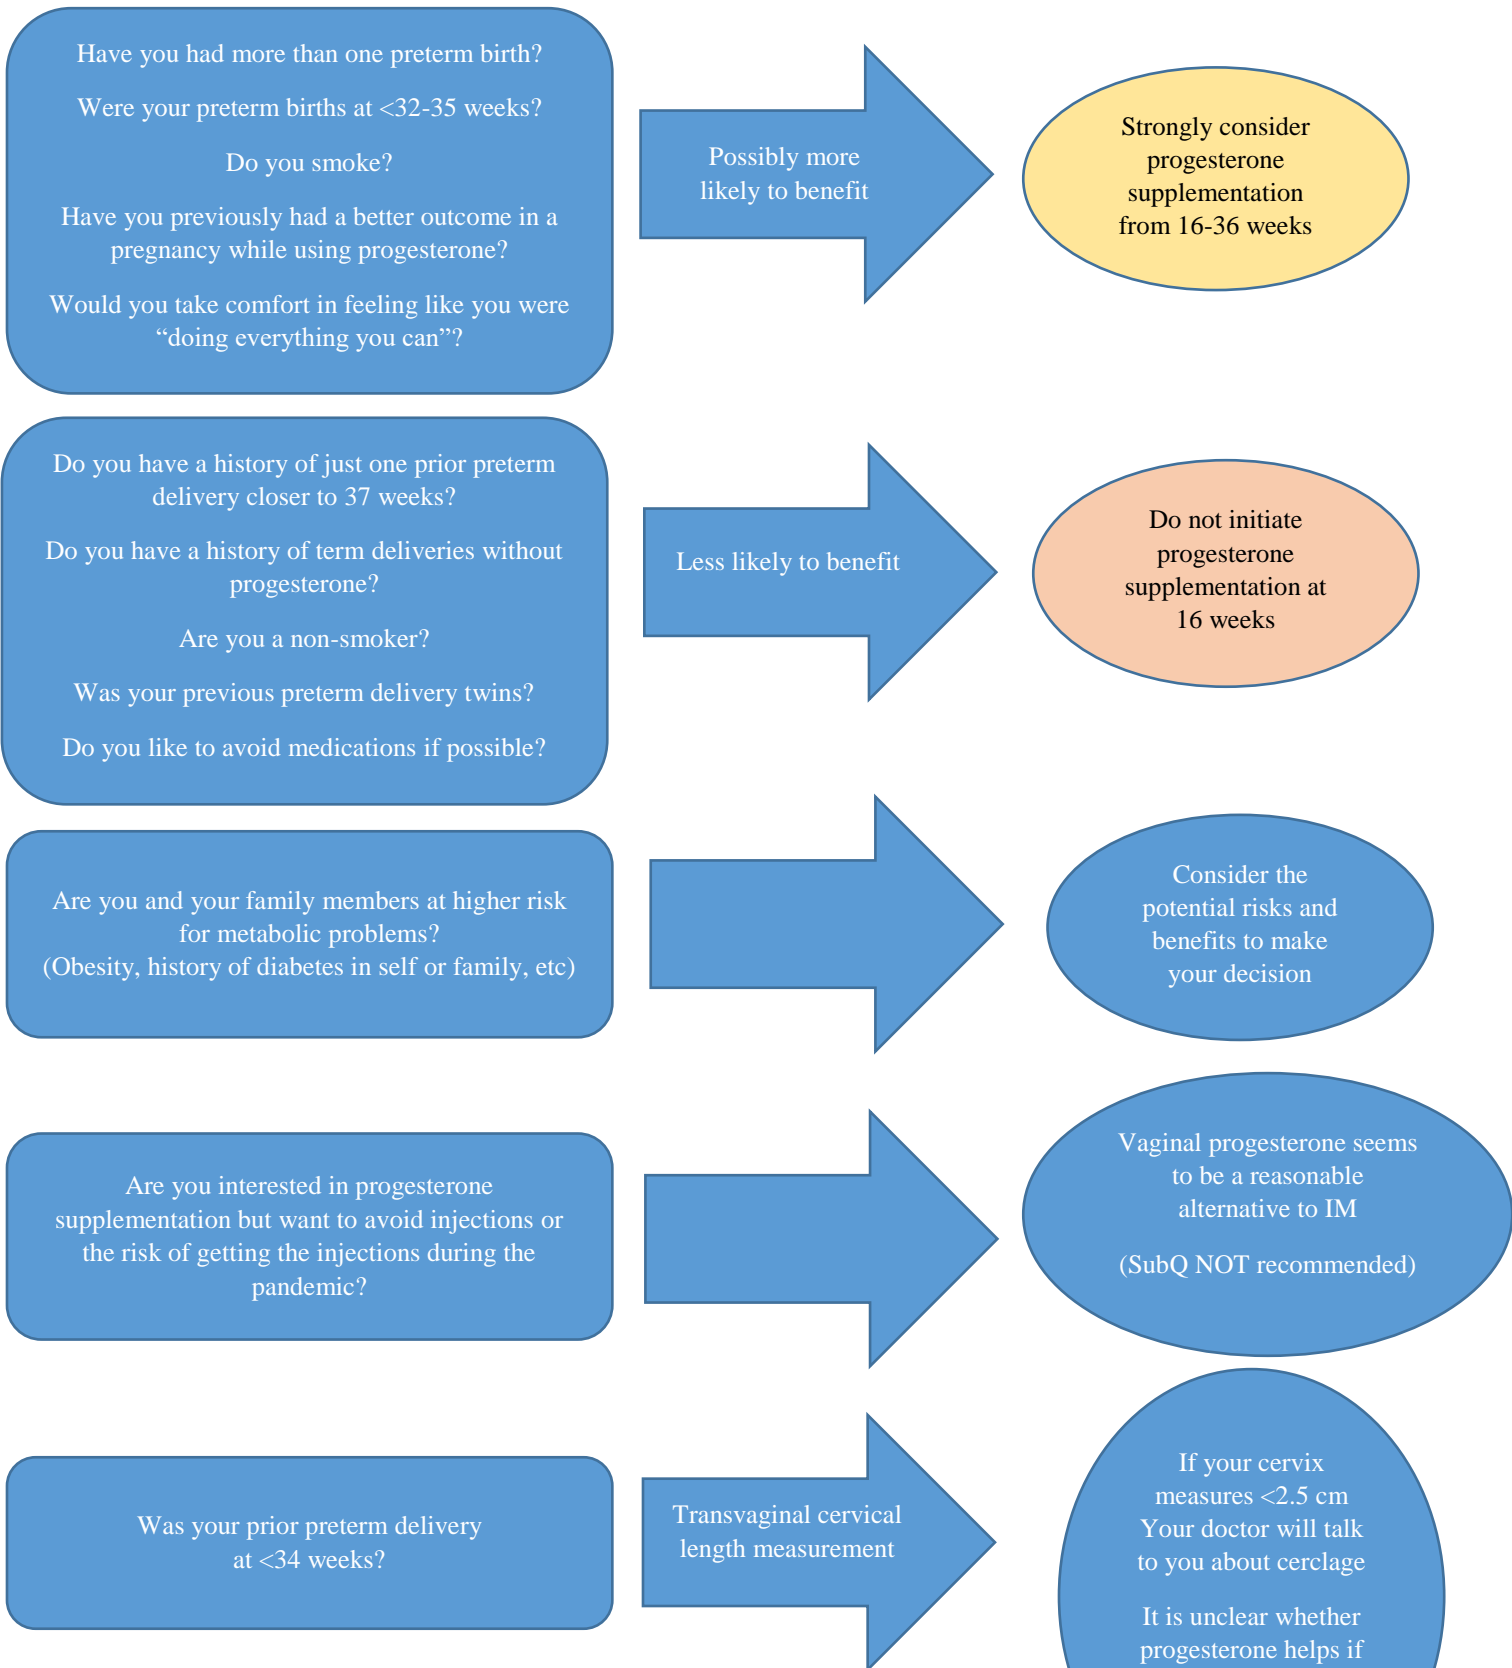 Have you had more than one preterm birth?
Were your preterm births at <32-35 weeks?
Do you smoke?
Have you previously had a better outcome in a
pregnancy while using progesterone?
Would you take comfort in feeling like you were
“doing everything you can”?
Possibly more
likely to benefit
Strongly consider
progesterone
supplementation
from 16-36 weeks
Do you have a history of just one prior preterm
delivery closer to 37 weeks?
Do you have a history of term deliveries without
progesterone?
Are you a non-smoker?
Was your previous preterm delivery twins?
Do you like to avoid medications if possible?
Less likely to benefit
Do not initiate
progesterone
supplementation at
16 weeks
Are you and your family members at higher risk
for metabolic problems?
(Obesity, history of diabetes in self or family, etc)
Consider the
potential risks and
benefits to make
your decision
Are you interested in progesterone
supplementation but want to avoid injections or
the risk of getting the injections during the
pandemic?
Vaginal progesterone seems
to be a reasonable
alternative to IM
(SubQ NOT recommended)
Was your prior preterm delivery
at <34 weeks?
Transvaginal cervical
length measurement
If your cervix
measures <2.5 cm
Your doctor will talk
to you about cerclage
It is unclear whether
progesterone helps if